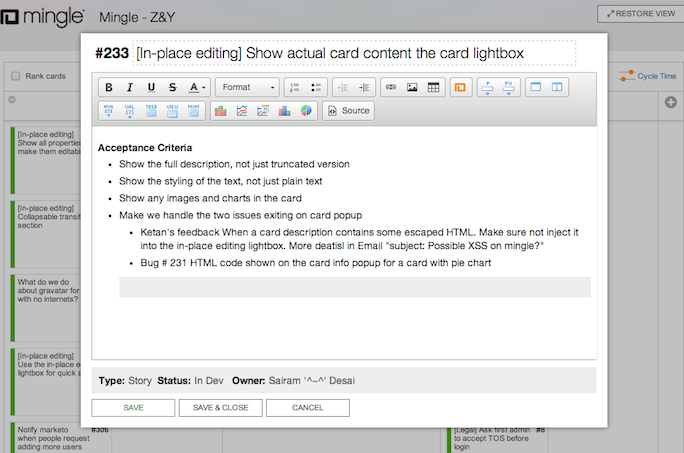 mingle
Mingle - Z&Y
RESTORE VIEW
#233 [In-place editing] Show actual card content the card lightbox
Rank cards
Cycle Time
B I U S A Format Source
Acceptance Criteria
Show the full description, not just truncated version
Show the styling of the text, not just plain text
Show any images and charts in the card
Make we handle the two issues exiting on card popup
Ketan's feedback When a card description contains some escaped HTML. Make sure not inject it
into the in-place editing lightbox. More deatisl in Email "subject: Possible XSS on mingle?"
Bug # 231 HTML code shown on the card info popup for a card with pie chart
Type: Story Status: In Dev Owner: Sairam '^~^' Desai
SAVE
SAVE & CLOSE
CANCEL
[In-place editing]
Show all
make them
[In-place editing]
Collapsable
section
What do we do
about gravatar for
with no internets?
[In-place editing]
Use the in-place
lightbox for quick
Notify marketo
when people request
adding more users
#306
[Legal] Ask first admin
to accept TOS before
login